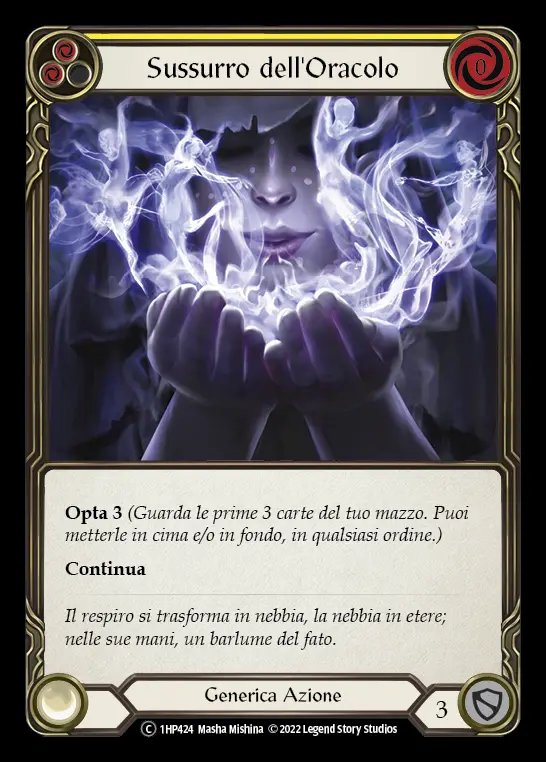 Sussurro dell'Oracolo
0
Opta 3 (Guarda le prime 3 carte del tuo mazzo. Puoi
metterle in cima e/o in fondo, in qualsiasi ordine.)
Continua
Il respiro si trasforma in nebbia, la nebbia in etere;
nelle sue mani, un barlume del fato.
Generica Azione
3
C 1HP424 Masha Mishina © 2022 Legend Story Studios